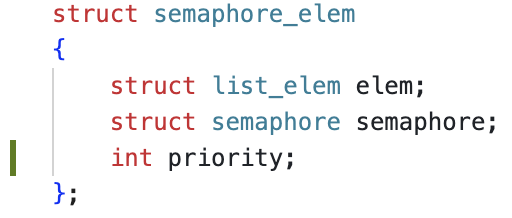 struct semaphore_elem
{
    struct list_elem elem;
    struct semaphore semaphore;
    int priority;
};